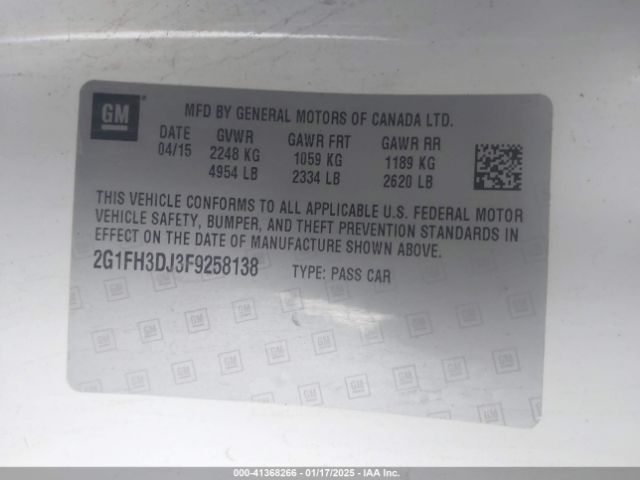 GM
MFD BY GENERAL MOTORS OF CANADA LTD.
DATE GVWR GAWR FRT GAWR RR
04/15 2248 KG 1059 KG 1189 KG
4954 LB 2334 LB 2620 LB
THIS VEHICLE CONFORMS TO ALL APPLICABLE U.S. FEDERAL MOTOR
VEHICLE SAFETY, BUMPER, AND THEFT PREVENTION STANDARDS IN
EFFECT ON THE DATE OF MANUFACTURE SHOWN ABOVE.
2G1FH3DJ3F9258138 TYPE: PASS CAR
000-41368266 - 01/17/2025 - IAA Inc.